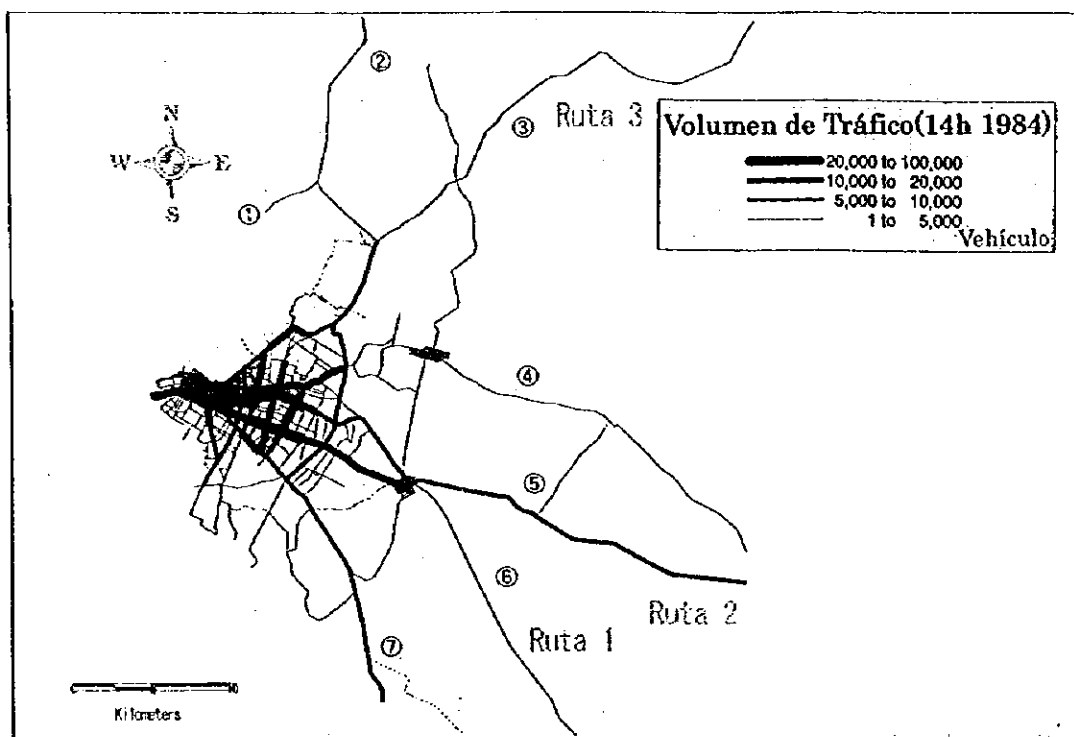 ②
③
Ruta 3
N
W E
S
①
Volumen de Tráfico(14h 1984)
20,000 to 100,000
10,000 to 20,000
5,000 to 10,000
1 to 5,000
Vehículo
④
⑤
⑥
Ruta 2
Ruta 1
⑦
Kilometers